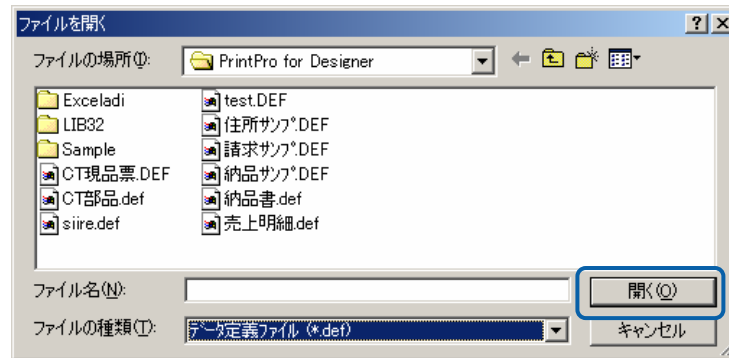 ファイルを開く
ファイルの場所(I):
PrintPro for Designer
Exceladi
LIB32
Sample
CT現品票.DEF
CT部品.def
siire.def
test.DEF
住所サンプ.DEF
請求サンプ.DEF
納品サンプ.DEF
納品書.def
売上明細.def
ファイル名(N):
開く(O)
ファイルの種類(T):
データ定義ファイル (*.def)
キャンセル